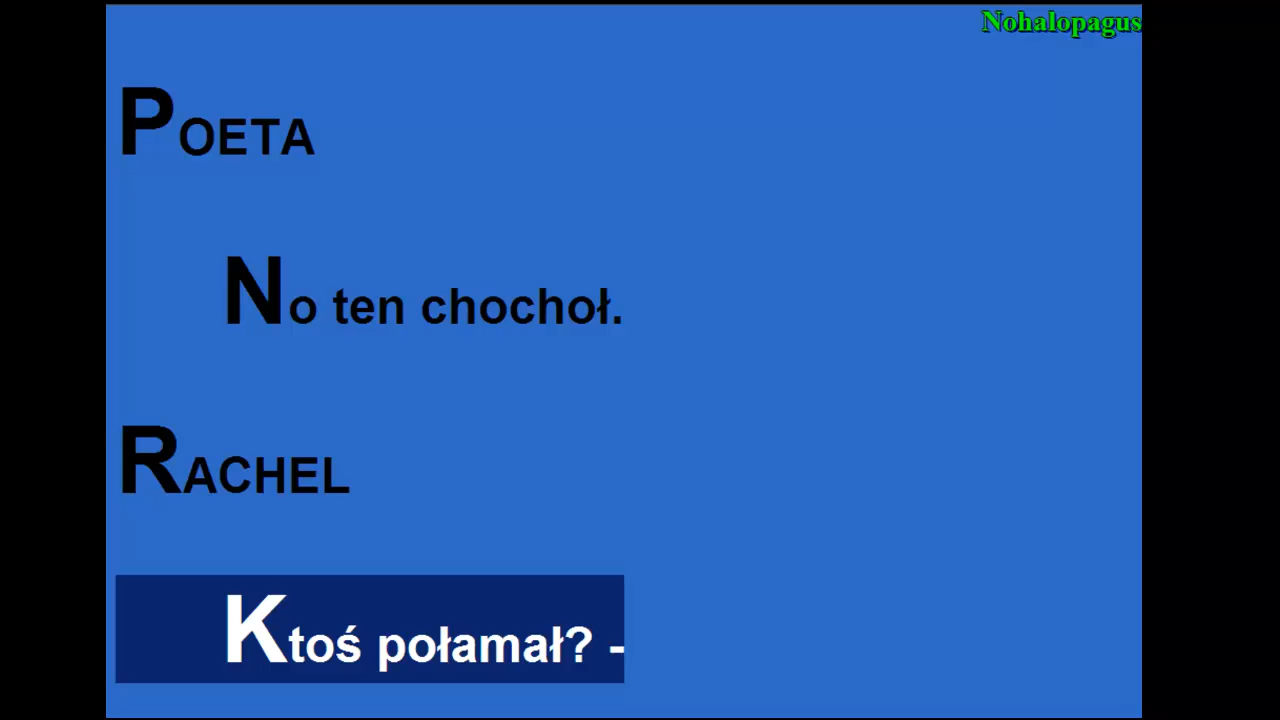 Nohalopagus
POETA
No ten chochoł.
RACHEL
Ktoś połamał? -